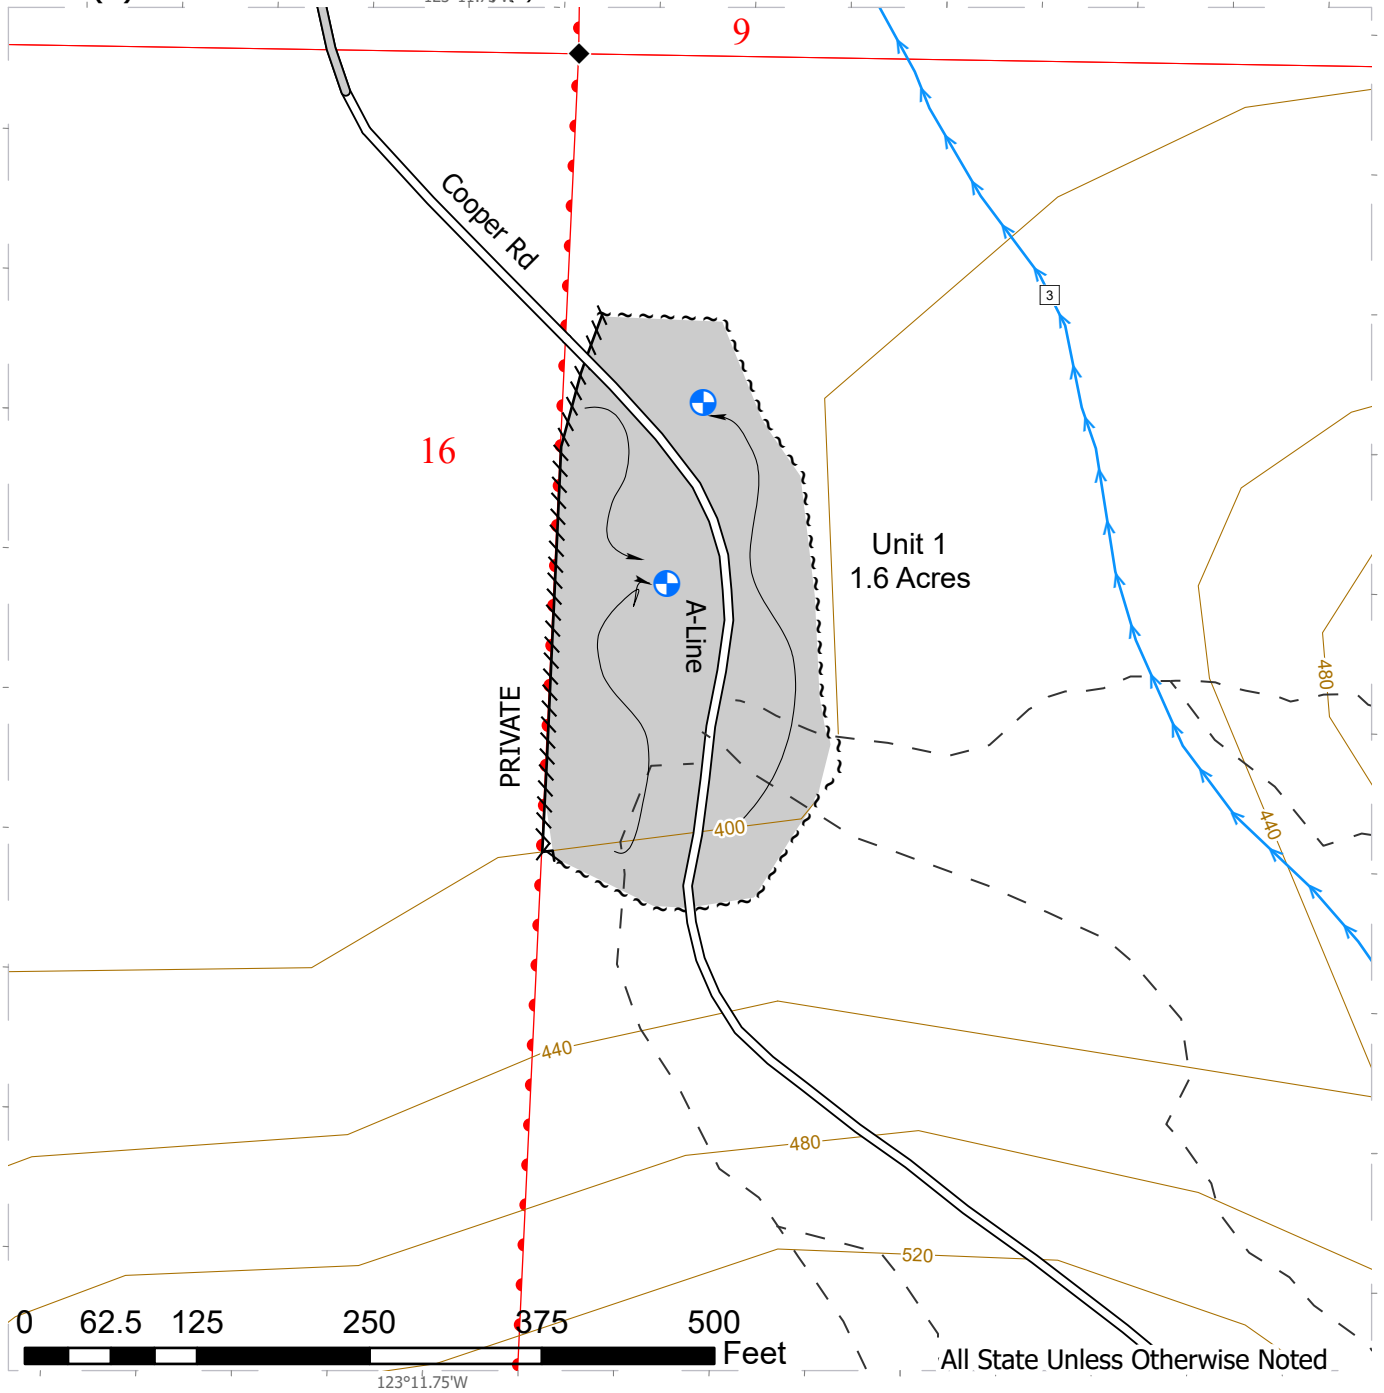 9
Cooper Rd
3
16
Unit 1
1.6 Acres
A-Line
480
PRIVATE
400
440
440
480
520
0 62.5 125 250 375 500
Feet
All State Unless Otherwise Noted
123°11.75'W